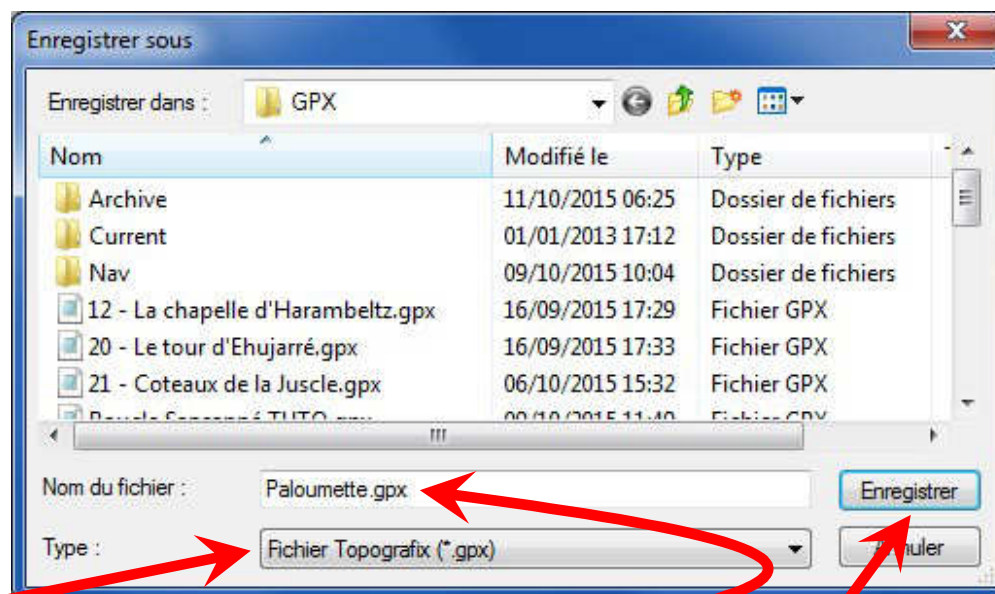 Enregistrer sous
Enregistrer dans : GPX
Nom Modifié le Type
Archive 11/10/2015 06:25 Dossier de fichiers
Current 01/01/2013 17:12 Dossier de fichiers
Nav 09/10/2015 10:04 Dossier de fichiers
12 - La chapelle d'Harambeltz.gpx 16/09/2015 17:29 Fichier GPX
20 - Le tour d'Ehujarré.gpx 16/09/2015 17:33 Fichier GPX
21 - Coteaux de la Juscle.gpx 06/10/2015 15:32 Fichier GPX
Nom du fichier : Paloumette.gpx Enregistrer
Type : Fichier Topografix (*.gpx) Annuler